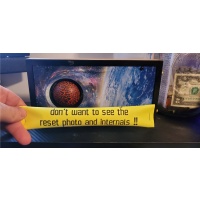 don't want to see the
reset photo and internals !!